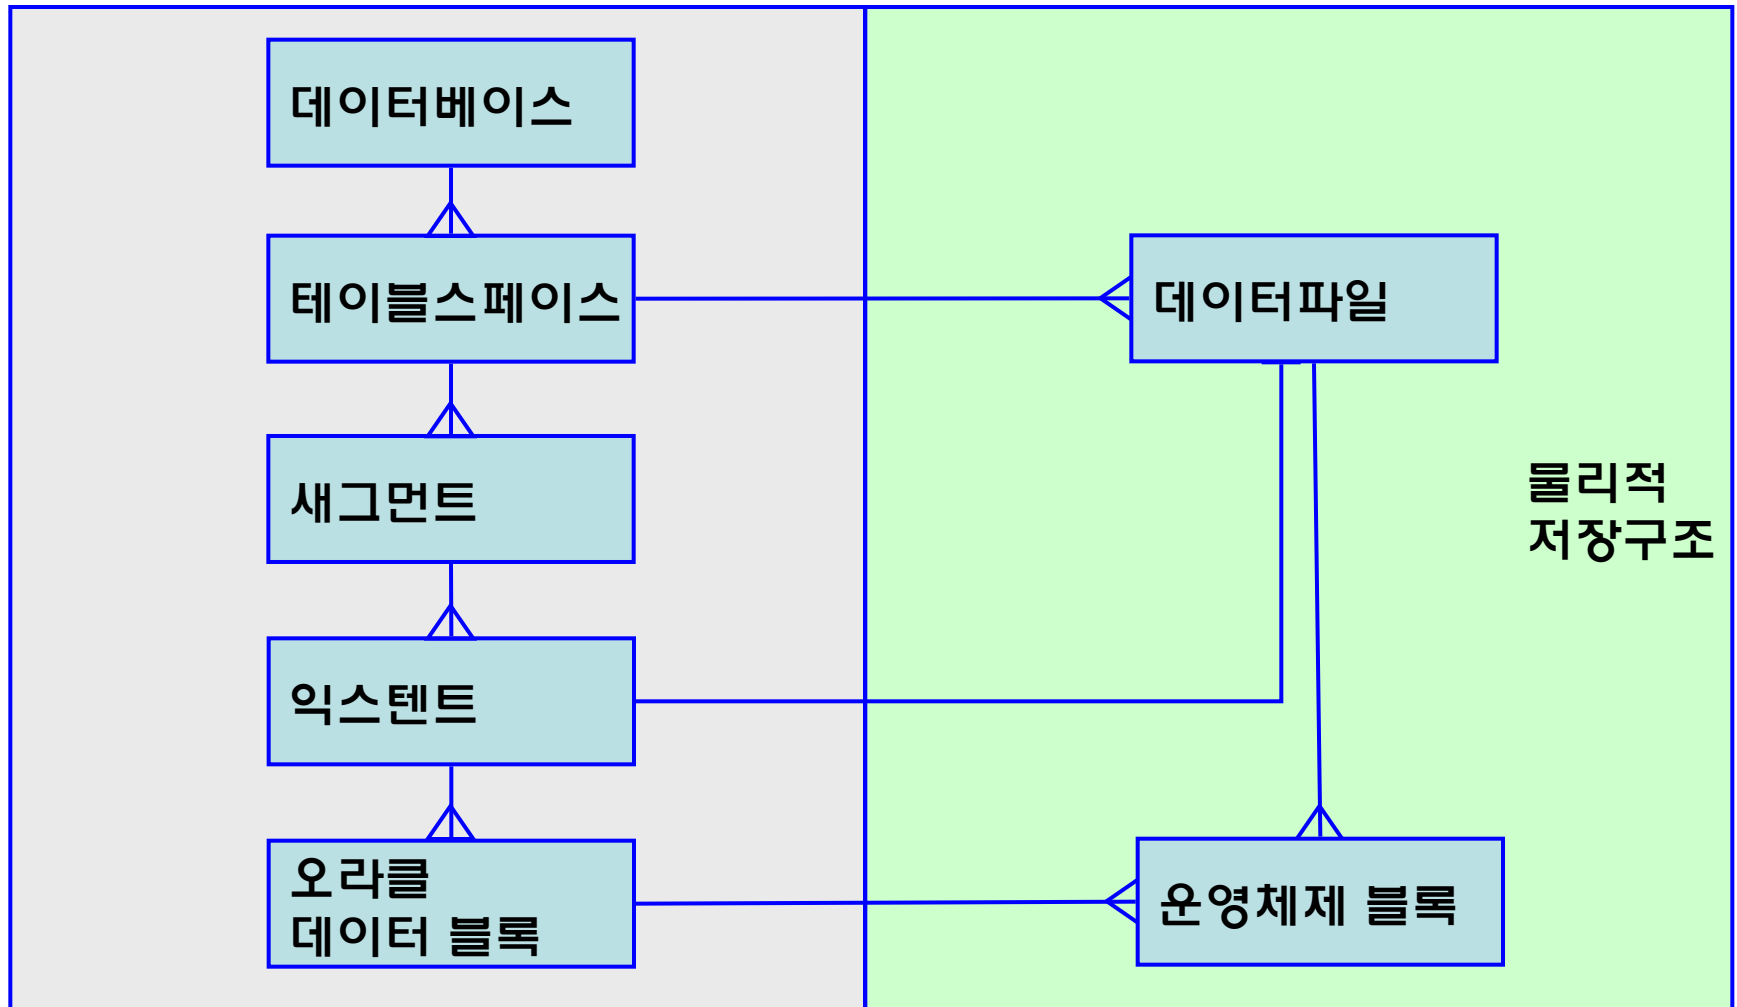 데이터베이스
테이블스페이스
데이터파일
새그먼트
물리적
저장구조
익스텐트
오라클
데이터 블록
운영체제 블록